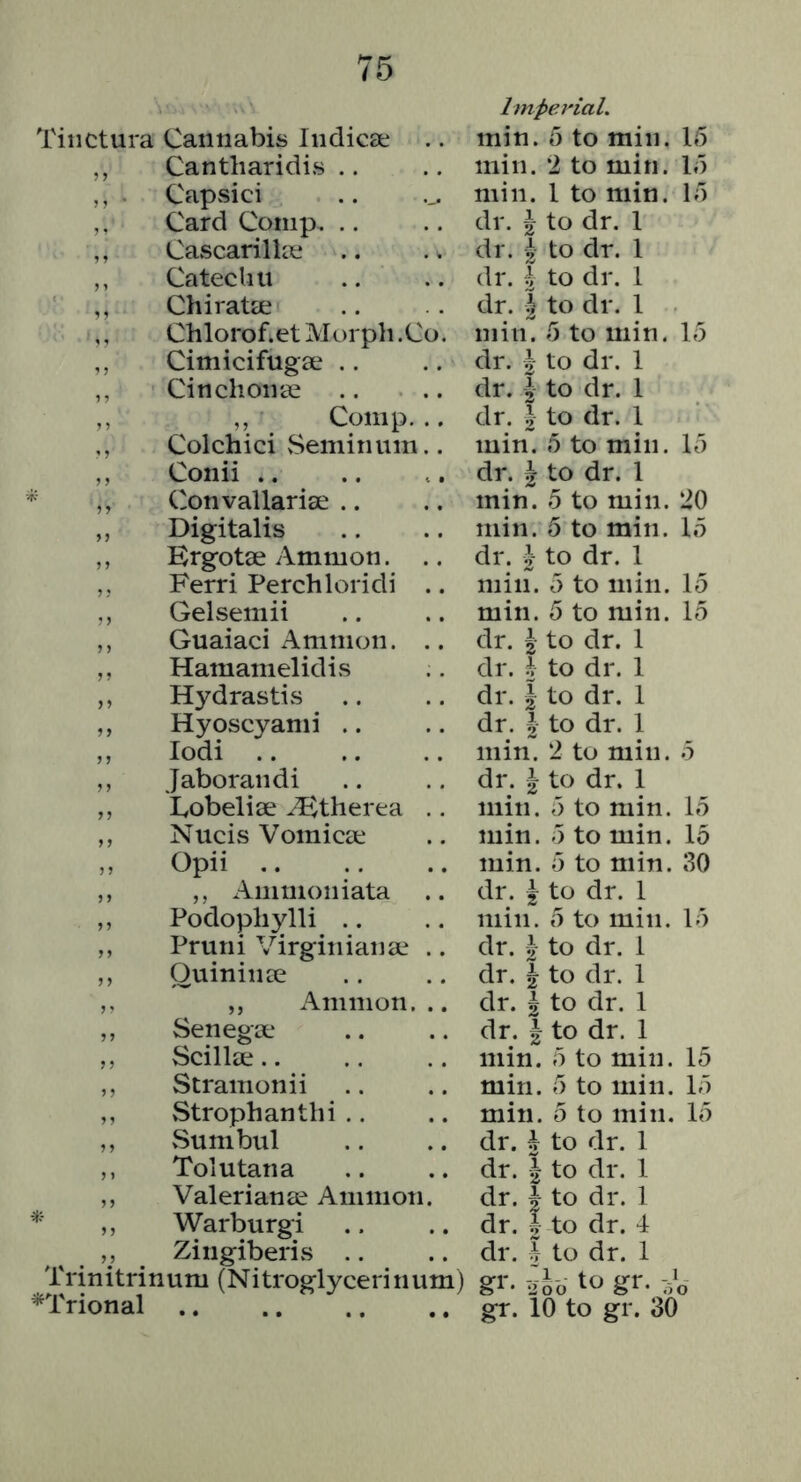 75
Imperial.
Tinctura Cannabis Indicæ .. min. 5 to min. 15
,, Cantharidis .. .. min. 2 to min. 15
,, Capsici .. .. min. 1 to min. 15
,, Card Comp. .. .. dr. ½ to dr. 1
,, Cascarillæ .. .. dr. ½ to dr. 1
,, Catechu .. .. dr. ½ to dr. 1
,, Chiratæ .. .. dr. ½ to dr. 1
,, Chlorof.et Morph.Co. min. 5 to min. 15
,, Cimicifugæ .. .. dr. ½ to dr. 1
,, Cinchonæ .. .. dr. ½ to dr. 1
,, ,, Comp. .. dr. ½ to dr. 1
,, Colchici Seminum .. min. 5 to min. 15
,, Conii .. .. .. dr. ½ to dr. 1
* ,, Convallariæ .. .. min. 5 to min. 20
,, Digitalis .. .. min. 5 to min. 15
,, Ergotæ Ammon. .. dr. ½ to dr. 1
,, Ferri Perchloridi .. min. 5 to min. 15
,, Gelsemii .. .. min. 5 to min. 15
,, Guaiaci Ammon. .. dr. ½ to dr. 1
,, Hamamelidis .. dr. ½ to dr. 1
,, Hydrastis .. .. dr. ½ to dr. 1
,, Hyoscyami .. .. dr. ½ to dr. 1
,, Iodi .. .. .. min. 2 to min. 5
,, Jaborandi .. .. dr. ½ to dr. 1
,, Lobeliæ Ætherea .. min. 5 to min. 15
,, Nucis Vomicæ .. min. 5 to min. 15
,, Opii .. .. .. min. 5 to min. 30
,, ,, Ammoniata .. dr. ½ to dr. 1
,, Podophylli .. .. min. 5 to min. 15
,, Pruni Virginianæ .. dr. ½ to dr. 1
,, Quininæ .. .. dr. ½ to dr. 1
,, ,, Ammon. .. dr. ½ to dr. 1
,, Senegæ .. .. dr. ½ to dr. 1
,, Scillæ .. .. .. min. 5 to min. 15
,, Stramonii .. .. min. 5 to min. 15
,, Strophanthi .. .. min. 5 to min. 15
,, Sumbul .. .. dr. ½ to dr. 1
,, Tolutana .. .. dr. ½ to dr. 1
,, Valerianæ Ammon. dr. ½ to dr. 1
* ,, Warburgi .. .. dr. ½ to dr. 4
,, Zingiberis .. .. dr. ½ to dr. 1
Trinitrinum (Nitroglycerinum) gr. 1/200 to gr. 1/50
*Trional .. .. .. .. gr. 10 to gr. 30